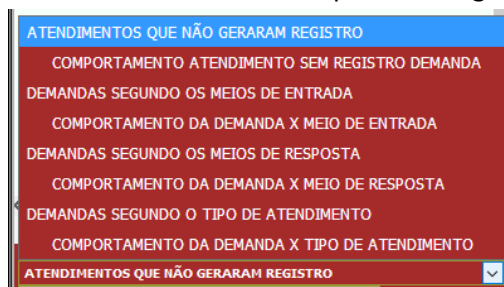 ATENDIMENTOS QUE NÃO GERARAM REGISTRO
COMPORTAMENTO ATENDIMENTO SEM REGISTRO DEMANDA
DEMANDAS SEGUNDO OS MEIOS DE ENTRADA
COMPORTAMENTO DA DEMANDA X MEIO DE ENTRADA
DEMANDAS SEGUNDO OS MEIOS DE RESPOSTA
COMPORTAMENTO DA DEMANDA X MEIO DE RESPOSTA
DEMANDAS SEGUNDO O TIPO DE ATENDIMENTO
COMPORTAMENTO DA DEMANDA X TIPO DE ATENDIMENTO
ATENDIMENTOS QUE NÃO GERARAM REGISTRO